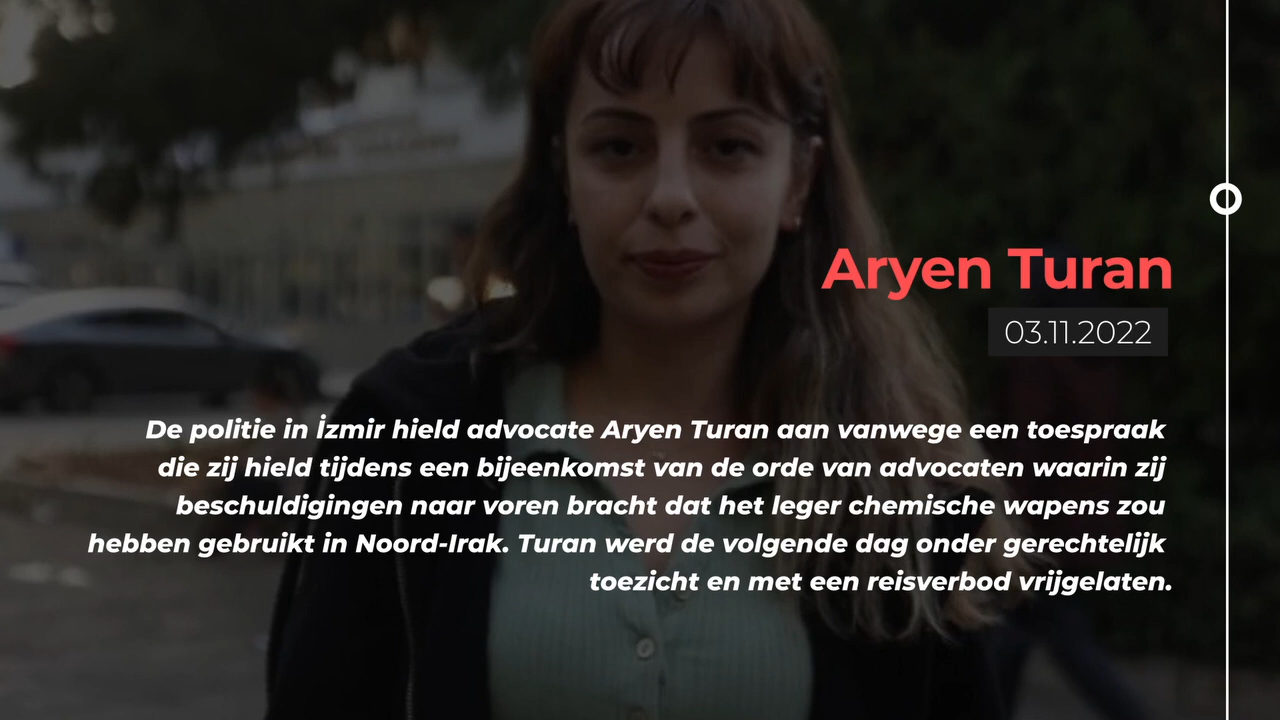 Aryen Turan
03.11.2022
De politie in İzmir hield advocate Aryen Turan aan vanwege een toespraak
die zij hield tijdens een bijeenkomst van de orde van advocaten waarin zij
beschuldigingen naar voren bracht dat het leger chemische wapens zou
hebben gebruikt in Noord-Irak. Turan werd de volgende dag onder gerechtelijk
toezicht en met een reisverbod vrijgelaten.